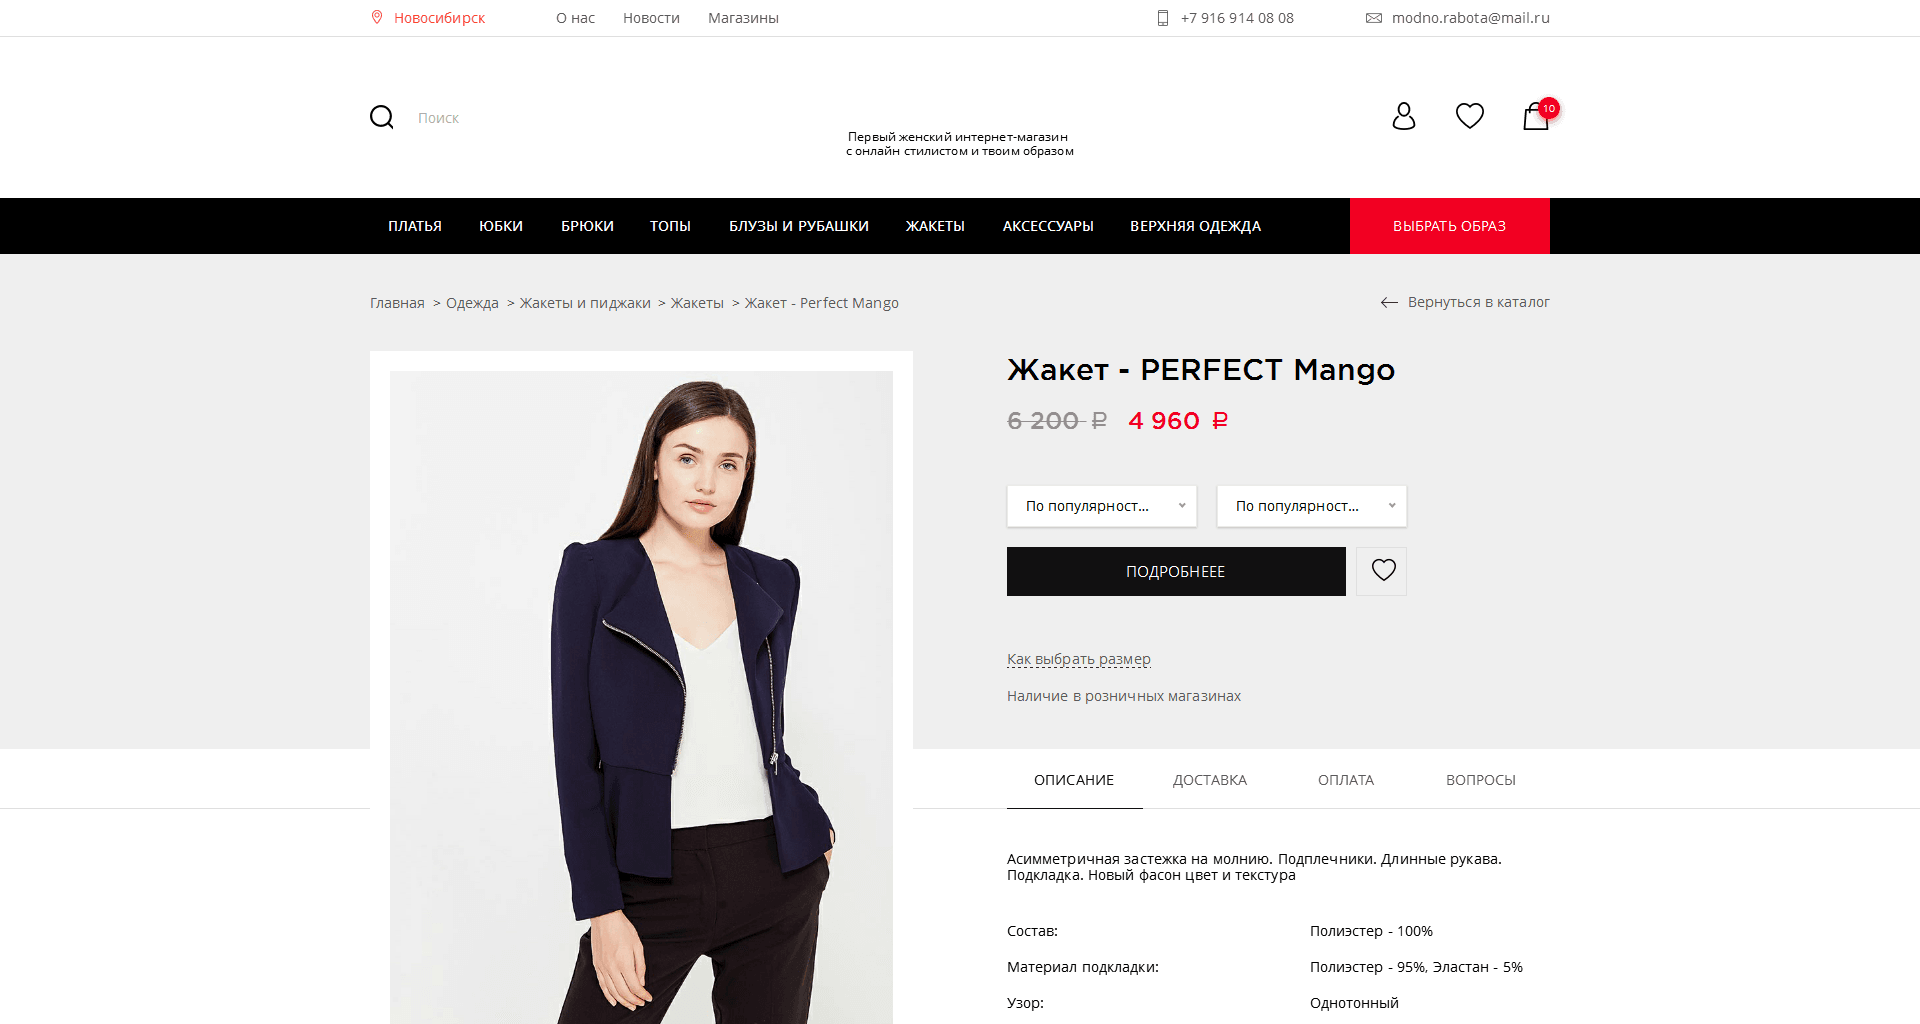 Новосибирск
О нас
Новости
Магазины
+7 916 914 08 08
modno.rabota@mail.ru
Поиск
Первый женский интернет-магазин
с онлайн стилистом и твоим образом
10
ПЛАТЬЯ
ЮБКИ
БРЮКИ
ТОПЫ
БЛУЗЫ И РУБАШКИ
ЖАКЕТЫ
АКСЕССУАРЫ
ВЕРХНЯЯ ОДЕЖДА
ВЫБРАТЬ ОБРАЗ
Главная > Одежда > Жакеты и пиджаки > Жакеты > Жакет - Perfect Mango
Вернуться в каталог
Жакет - PERFECT Mango
6 200 ₽ 4 960 ₽
По популярност...
По популярност...
ПОДРОБНЕЕЕ
Как выбрать размер
Наличие в розничных магазинах
ОПИСАНИЕ
ДОСТАВКА
ОПЛАТА
ВОПРОСЫ
Асимметричная застежка на молнию. Подплечники. Длинные рукава.
Подкладка. Новый фасон цвет и текстура
Состав: Полиэстер - 100%
Материал подкладки: Полиэстер - 95%, Эластан - 5%
Узор: Однотонный